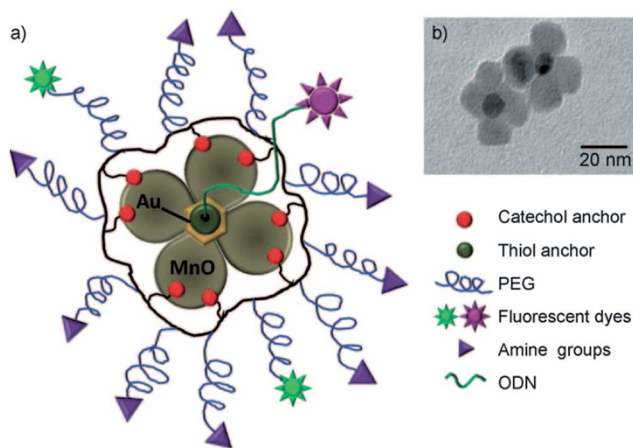 a)
Au
MnO
b)
20 nm
Catechol anchor
Thiol anchor
PEG
Fluorescent dyes
Amine groups
ODN